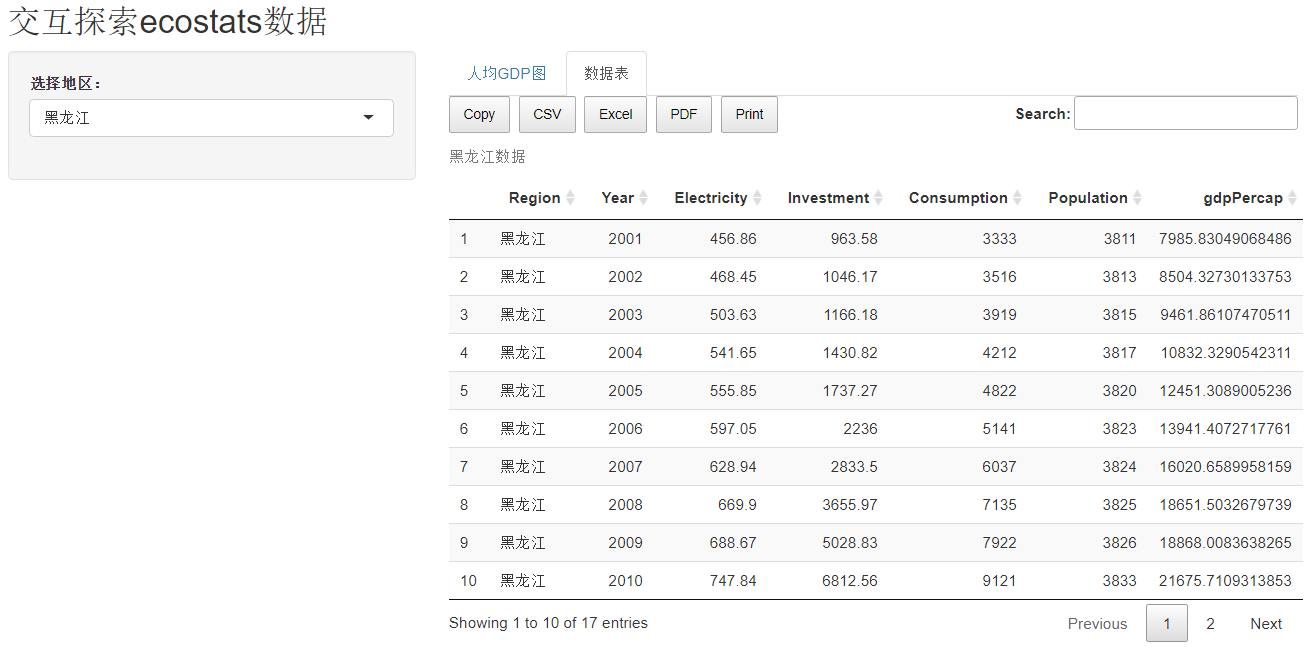 交互探索ecostats数据
选择地区：
黑龙江
人均GDP图 数据表
Copy CSV Excel PDF Print Search:
黑龙江数据
Region Year Electricity Investment Consumption Population gdpPercap
1 黑龙江 2001 456.86 963.58 3333 3811 7985.83049068486
2 黑龙江 2002 468.45 1046.17 3516 3813 8504.32730133753
3 黑龙江 2003 503.63 1166.18 3919 3815 9461.86107470511
4 黑龙江 2004 541.65 1430.82 4212 3817 10832.3290542311
5 黑龙江 2005 555.85 1737.27 4822 3820 12451.3089005236
6 黑龙江 2006 597.05 2236 5141 3823 13941.4072717761
7 黑龙江 2007 628.94 2833.5 6037 3824 16020.6589958159
8 黑龙江 2008 669.9 3655.97 7135 3825 18651.5032679739
9 黑龙江 2009 688.67 5028.83 7922 3826 18868.0083638265
10 黑龙江 2010 747.84 6812.56 9121 3833 21675.7109313853
Showing 1 to 10 of 17 entries Previous 1 2 Next